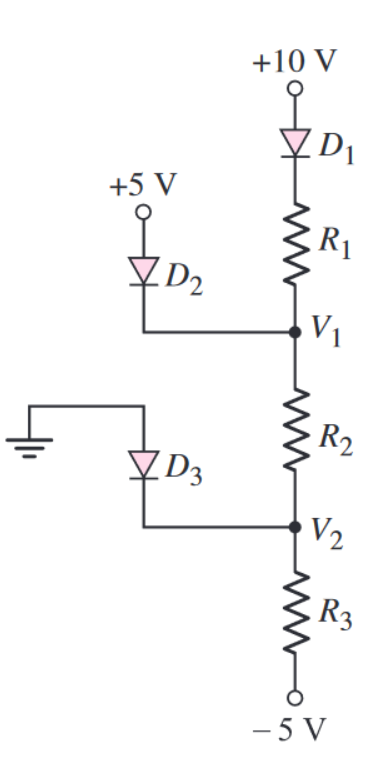 +10 V
D1
+5 V
R1
D2
V1
R2
D3
V2
R3
– 5 V